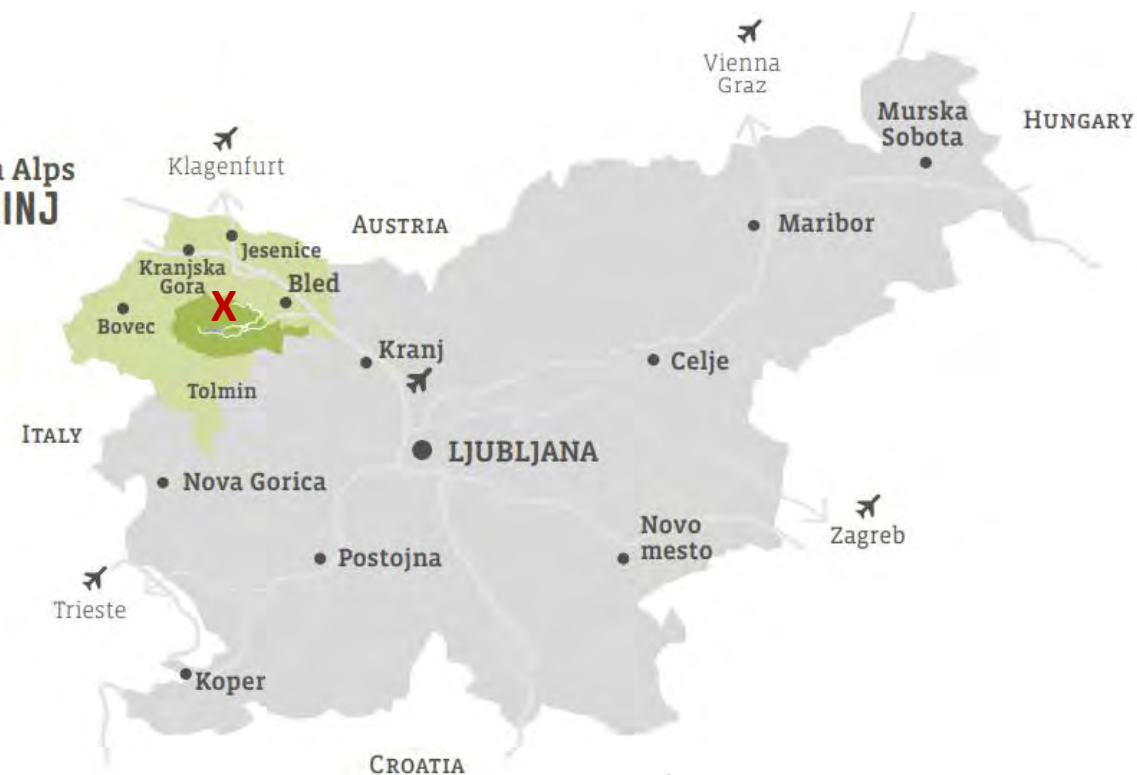 Vienna
Graz
Murska
Sobota
HUNGARY
Klagenfurt
Alps
INJ
AUSTRIA
Maribor
Jesenice
Kranjska
Gora
Bled
X
Bovec
Kranj
Celje
Tolmin
ITALY
LJUBLJANA
Nova Gorica
Novo
mesto
Zagreb
Postojna
Trieste
Koper
CROATIA